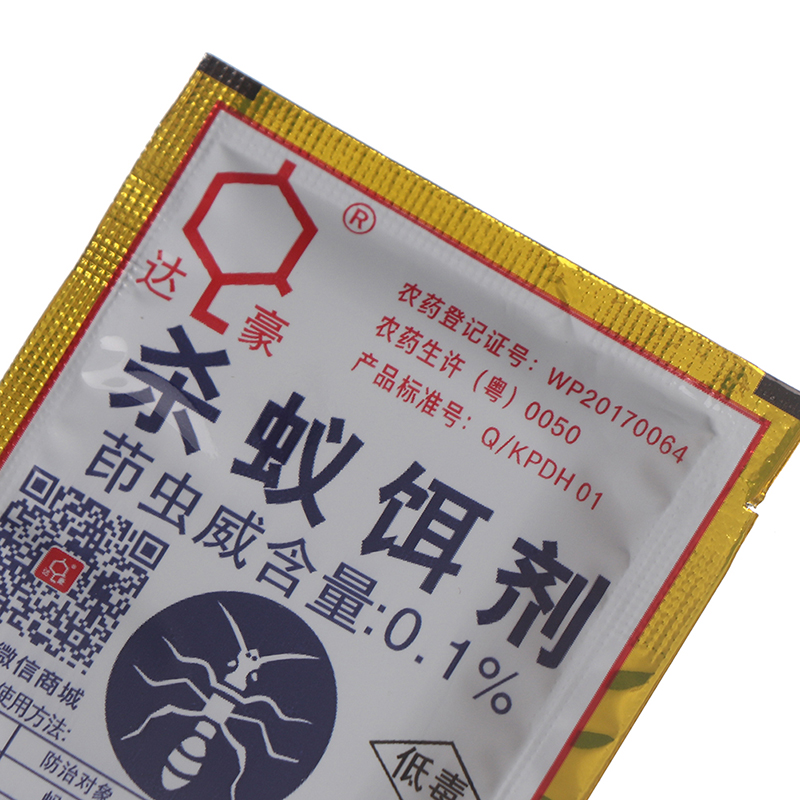 ®
达豪
农药登记证号：WP20170064
农药生许（粤）0050
产品标准号：Q/KPDH 01
杀蚁饵剂
茚虫威含量:0.1%
达豪
微信商城
使用方法:
防治对象
低毒